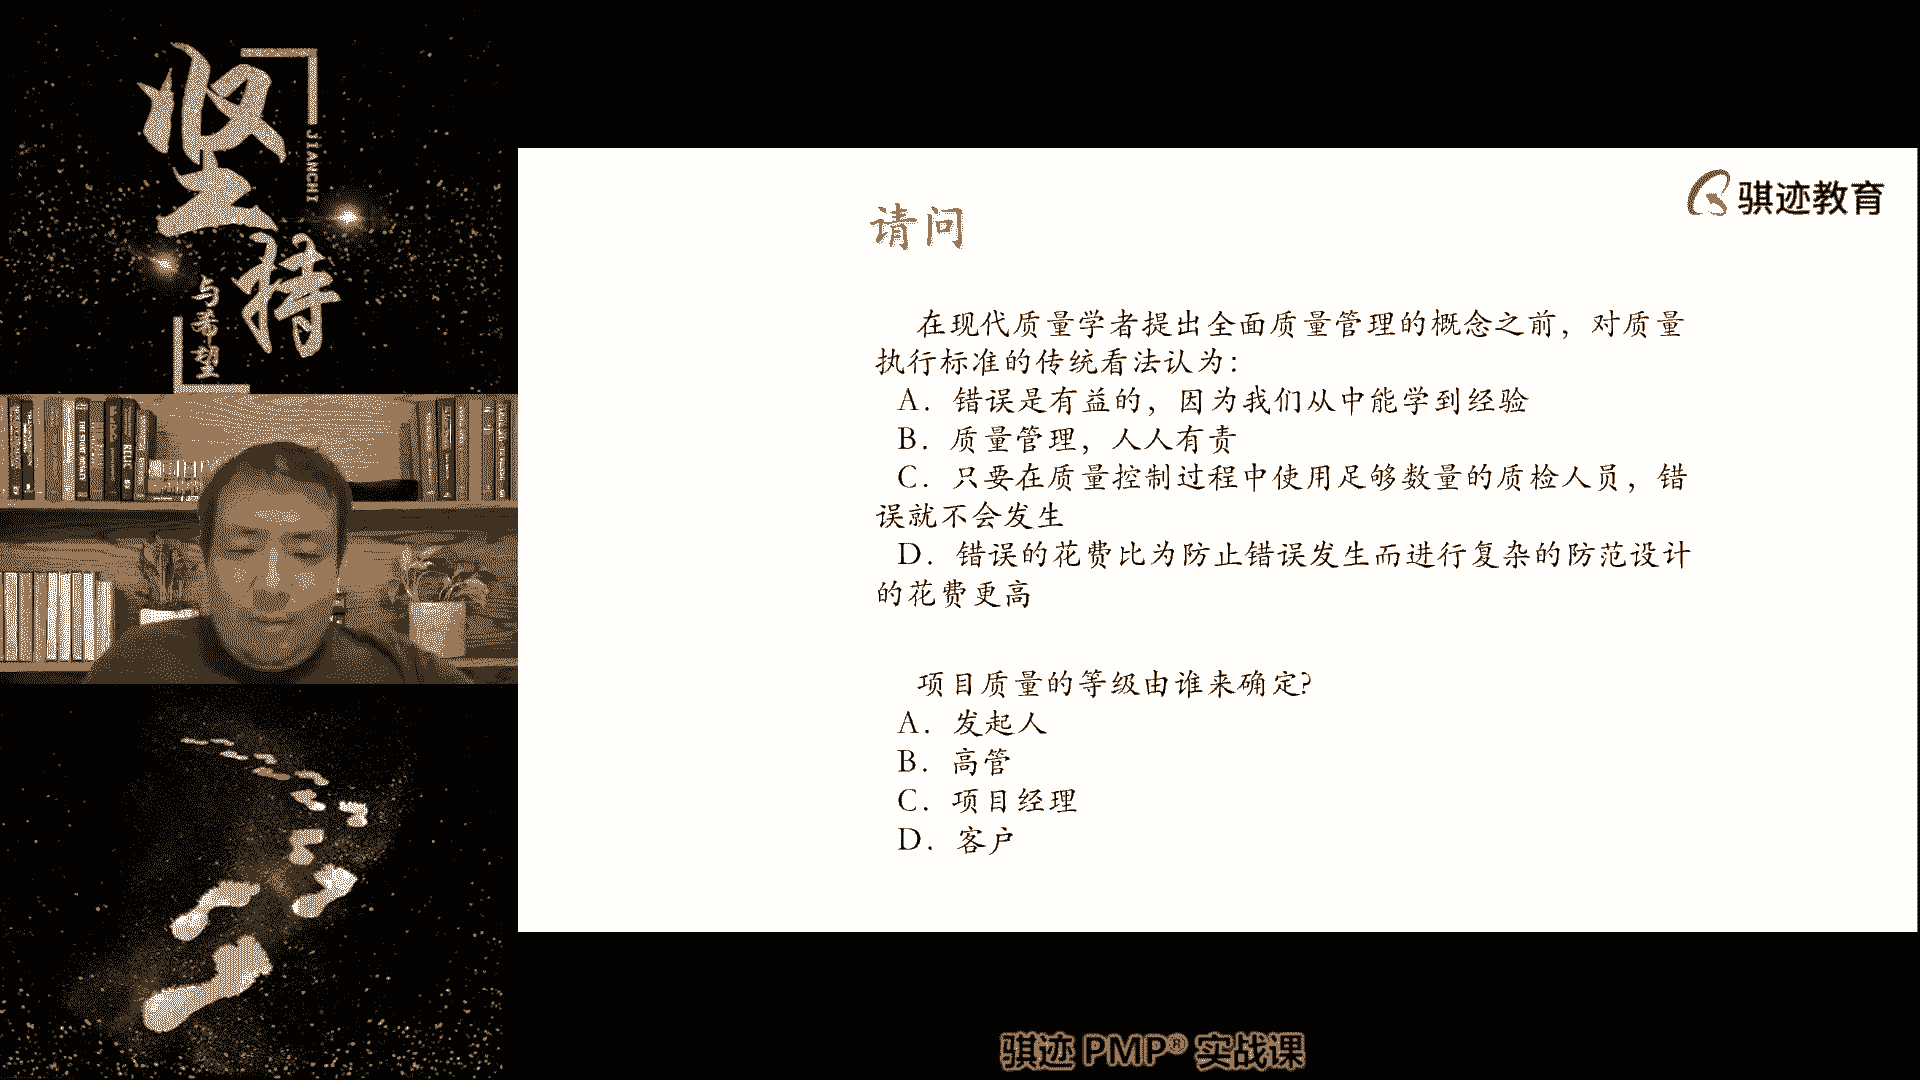 坚持
JIANCHI
与希望
骐迹教育
请问
在现代质量学者提出全面质量管理的概念之前，对质量
执行标准的传统看法认为：
A. 错误是有益的，因为我们从中能学到经验
B. 质量管理，人人有责
C. 只要在质量控制过程中使用足够数量的质检人员，错
误就不会发生
D. 错误的花费比为防止错误发生而进行复杂的防范设计
的花费更高
项目质量的等级由谁来确定?
A. 发起人
B. 高管
C. 项目经理
D. 客户
骐迹 PMP® 实战课